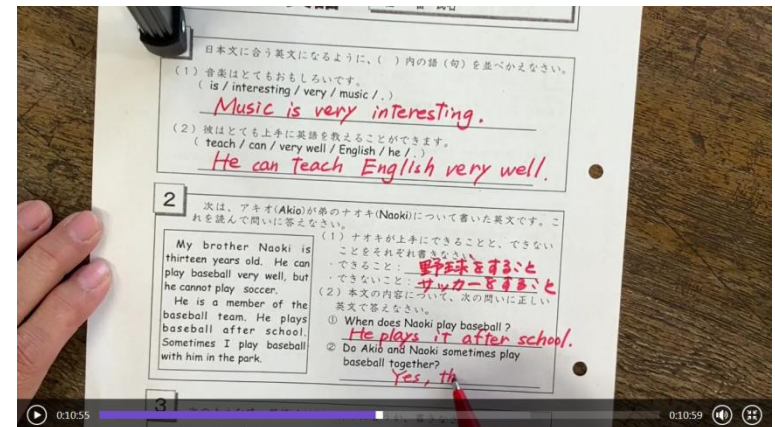 日本文に合う英文になるように、( )内の語(句)を並べかえなさい。
(1)音楽はとてもおもしろいです。
( is / interesting / very / music / . )
Music is very interesting.
(2)彼はとても上手に英語を教えることができます。
( teach / can / very well / English / he / . )
He can teach English very well.
2
次は、アキオ(Akio)が弟のナオキ(Naoki)について書いた英文です。こ
れを読んで問いに答えなさい。
My brother Naoki is
thirteen years old. He can
play baseball very well, but
he cannot play soccer.
He is a member of the
baseball team. He plays
baseball after school.
Sometimes I play baseball
with him in the park.
(1)ナオキが上手にできることと、できない
ことをそれぞれ書きなさい。
・できること: 野球をすること
・できないこと: サッカーをすること
(2)本文の内容について、次の問いに正しい
英文で答えなさい。
① When does Naoki play baseball ?
He plays it after school.
② Do Akio and Naoki sometimes play
baseball together?
Yes, th
3
0:10:55
0:10:59